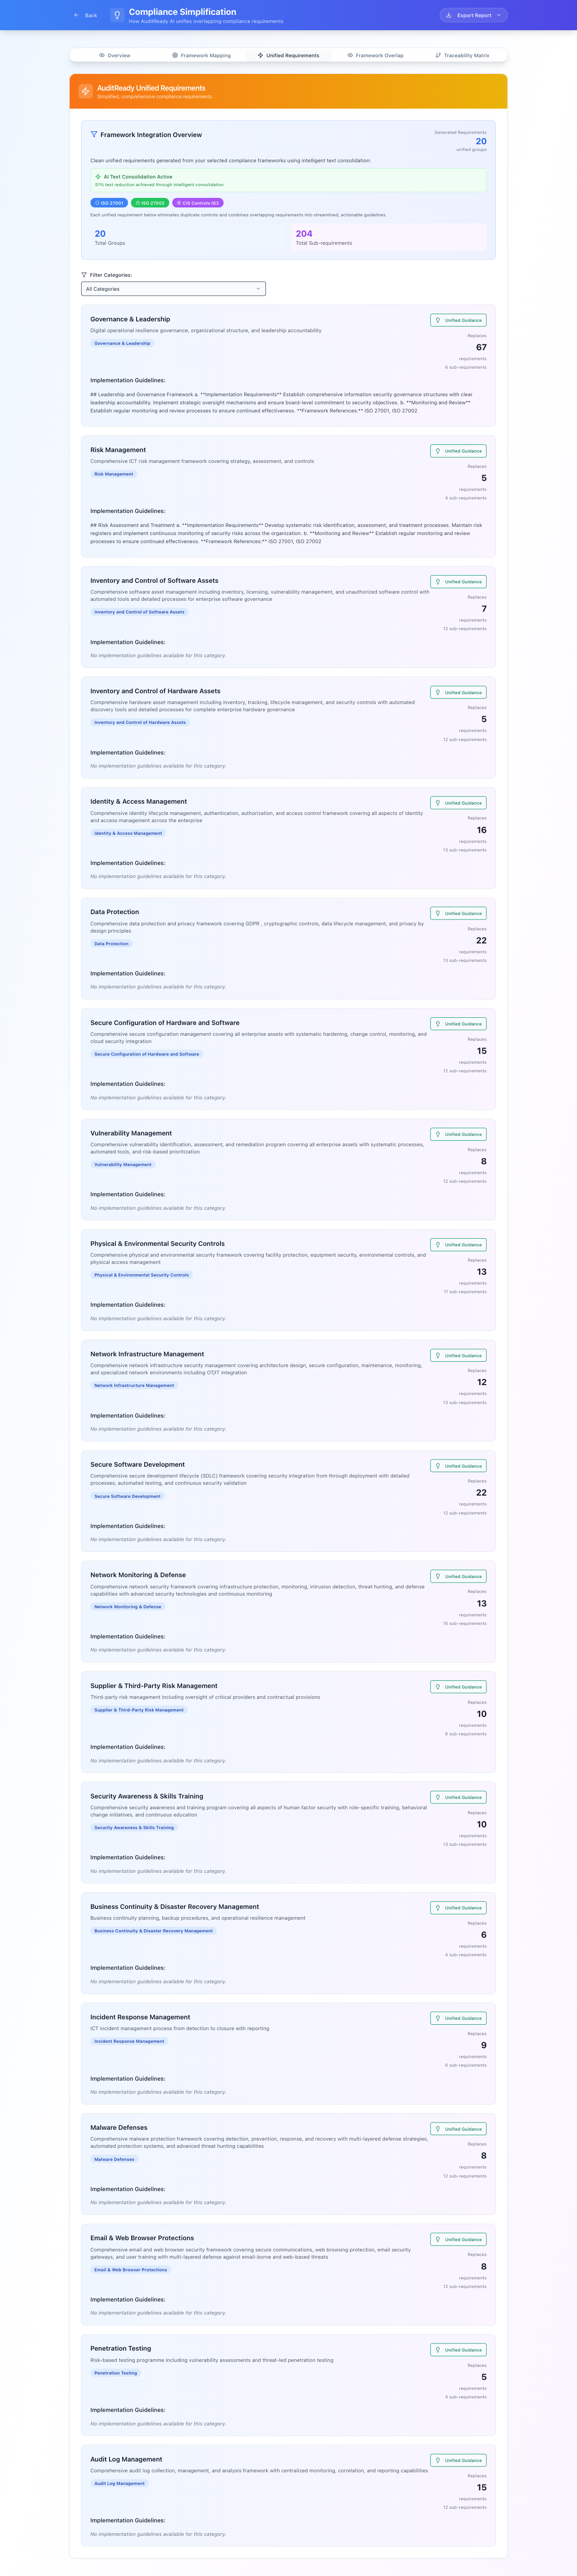 Back
Compliance Simplification
How AuditReady AI unifies overlapping compliance requirements
Export Report
Overview
Framework Mapping
Unified Requirements
Framework Overlap
Traceability Matrix
AuditReady Unified Requirements
Simplified, comprehensive compliance requirements
Framework Integration Overview
Generated Requirements
20
unified groups
Clean unified requirements generated from your selected compliance frameworks using intelligent text consolidation:
AI Text Consolidation Active
51% text reduction achieved through intelligent consolidation
ISO 27001
ISO 27002
CIS Controls IG3
Each unified requirement below eliminates duplicate controls and combines overlapping requirements into streamlined, actionable guidelines.
20
Total Groups
204
Total Sub-requirements
Filter Categories:
All Categories
Governance & Leadership
Digital operational resilience governance, organizational structure, and leadership accountability
Governance & Leadership
Unified Guidance
Replaces
67
requirements
6 sub-requirements
Implementation Guidelines:
## Leadership and Governance Framework a. **Implementation Requirements** Establish comprehensive information security governance structures with clear
leadership accountability. Implement strategic oversight mechanisms and ensure board-level commitment to security objectives. b. **Monitoring and Review**
Establish regular monitoring and review processes to ensure continued effectiveness. **Framework References:** ISO 27001, ISO 27002
Risk Management
Comprehensive ICT risk management framework covering strategy, assessment, and controls
Risk Management
Unified Guidance
Replaces
5
requirements
4 sub-requirements
Implementation Guidelines:
## Risk Assessment and Treatment a. **Implementation Requirements** Develop systematic risk identification, assessment, and treatment processes. Maintain risk
registers and implement continuous monitoring of security risks across the organization. b. **Monitoring and Review** Establish regular monitoring and review
processes to ensure continued effectiveness. **Framework References:** ISO 27001, ISO 27002
Inventory and Control of Software Assets
Comprehensive software asset management including inventory, licensing, vulnerability management, and unauthorized software control with
automated tools and detailed processes for enterprise software governance
Inventory and Control of Software Assets
Unified Guidance
Replaces
7
requirements
12 sub-requirements
Implementation Guidelines:
No implementation guidelines available for this category.
Inventory and Control of Hardware Assets
Comprehensive hardware asset management including inventory, tracking, lifecycle management, and security controls with automated
discovery tools and detailed processes for complete enterprise hardware governance
Inventory and Control of Hardware Assets
Unified Guidance
Replaces
5
requirements
12 sub-requirements
Implementation Guidelines:
No implementation guidelines available for this category.
Identity & Access Management
Comprehensive identity lifecycle management, authentication, authorization, and access control framework covering all aspects of identity
and access management across the enterprise
Identity & Access Management
Unified Guidance
Replaces
16
requirements
13 sub-requirements
Implementation Guidelines:
No implementation guidelines available for this category.
Data Protection
Comprehensive data protection and privacy framework covering GDPR , cryptographic controls, data lifecycle management, and privacy by
design principles
Data Protection
Unified Guidance
Replaces
22
requirements
13 sub-requirements
Implementation Guidelines:
No implementation guidelines available for this category.
Secure Configuration of Hardware and Software
Comprehensive secure configuration management covering all enterprise assets with systematic hardening, change control, monitoring, and
cloud security integration
Secure Configuration of Hardware and Software
Unified Guidance
Replaces
15
requirements
12 sub-requirements
Implementation Guidelines:
No implementation guidelines available for this category.
Vulnerability Management
Comprehensive vulnerability identification, assessment, and remediation program covering all enterprise assets with systematic processes,
automated tools, and risk-based prioritization
Vulnerability Management
Unified Guidance
Replaces
8
requirements
12 sub-requirements
Implementation Guidelines:
No implementation guidelines available for this category.
Physical & Environmental Security Controls
Comprehensive physical and environmental security framework covering facility protection, equipment security, environmental controls, and
physical access management
Physical & Environmental Security Controls
Unified Guidance
Replaces
13
requirements
11 sub-requirements
Implementation Guidelines:
No implementation guidelines available for this category.
Network Infrastructure Management
Comprehensive network infrastructure security management covering architecture design, secure configuration, maintenance, monitoring,
and specialized network environments including OT/IT integration
Network Infrastructure Management
Unified Guidance
Replaces
12
requirements
13 sub-requirements
Implementation Guidelines:
No implementation guidelines available for this category.
Secure Software Development
Comprehensive secure development lifecycle (SDLC) framework covering security integration from through deployment with detailed
processes, automated testing, and continuous security validation
Secure Software Development
Unified Guidance
Replaces
22
requirements
12 sub-requirements
Implementation Guidelines:
No implementation guidelines available for this category.
Network Monitoring & Defense
Comprehensive network security framework covering infrastructure protection, monitoring, intrusion detection, threat hunting, and defense
capabilities with advanced security technologies and continuous monitoring
Network Monitoring & Defense
Unified Guidance
Replaces
13
requirements
15 sub-requirements
Implementation Guidelines:
No implementation guidelines available for this category.
Supplier & Third-Party Risk Management
Third-party risk management including oversight of critical providers and contractual provisions
Supplier & Third-Party Risk Management
Unified Guidance
Replaces
10
requirements
6 sub-requirements
Implementation Guidelines:
No implementation guidelines available for this category.
Security Awareness & Skills Training
Comprehensive security awareness and training program covering all aspects of human factor security with role-specific training, behavioral
change initiatives, and continuous education
Security Awareness & Skills Training
Unified Guidance
Replaces
10
requirements
13 sub-requirements
Implementation Guidelines:
No implementation guidelines available for this category.
Business Continuity & Disaster Recovery Management
Business continuity planning, backup procedures, and operational resilience management
Business Continuity & Disaster Recovery Management
Unified Guidance
Replaces
6
requirements
4 sub-requirements
Implementation Guidelines:
No implementation guidelines available for this category.
Incident Response Management
ICT incident management process from detection to closure with reporting
Incident Response Management
Unified Guidance
Replaces
9
requirements
6 sub-requirements
Implementation Guidelines:
No implementation guidelines available for this category.
Malware Defenses
Comprehensive malware protection framework covering detection, prevention, response, and recovery with multi-layered defense strategies,
automated protection systems, and advanced threat hunting capabilities
Malware Defenses
Unified Guidance
Replaces
8
requirements
12 sub-requirements
Implementation Guidelines:
No implementation guidelines available for this category.
Email & Web Browser Protections
Comprehensive email and web security framework covering secure communications, web browsing protection, email security
gateways, and user training with multi-layered defense against email-borne and web-based threats
Email & Web Browser Protections
Unified Guidance
Replaces
8
requirements
12 sub-requirements
Implementation Guidelines:
No implementation guidelines available for this category.
Penetration Testing
Risk-based testing programme including vulnerability assessments and threat-led penetration testing
Penetration Testing
Unified Guidance
Replaces
5
requirements
4 sub-requirements
Implementation Guidelines:
No implementation guidelines available for this category.
Audit Log Management
Comprehensive audit log collection, management, and analysis framework with centralized monitoring, correlation, and reporting capabilities
Audit Log Management
Unified Guidance
Replaces
15
requirements
12 sub-requirements
Implementation Guidelines:
No implementation guidelines available for this category.